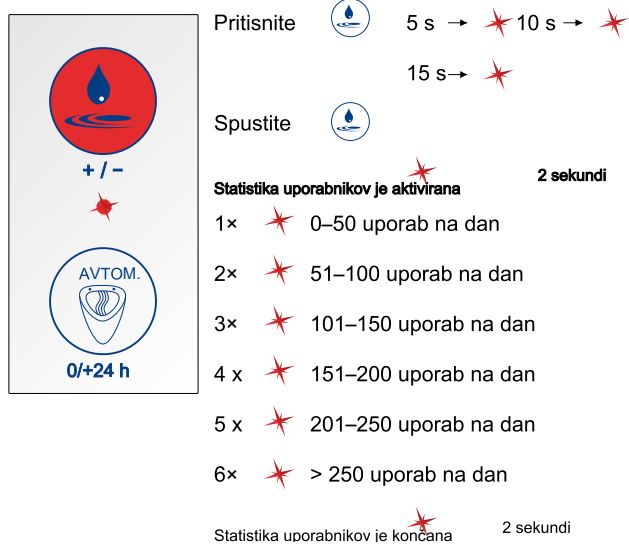 Pritisnite 5 s → 10 s →
15 s →
Spustite
+ / −
Statistika uporabnikov je aktivirana 2 sekundi
1× 0–50 uporab na dan
2× 51–100 uporab na dan
3× 101–150 uporab na dan
4 x 151–200 uporab na dan
5 x 201–250 uporab na dan
6× > 250 uporab na dan
AVTOM.
0/+24 h
Statistika uporabnikov je končana 2 sekundi